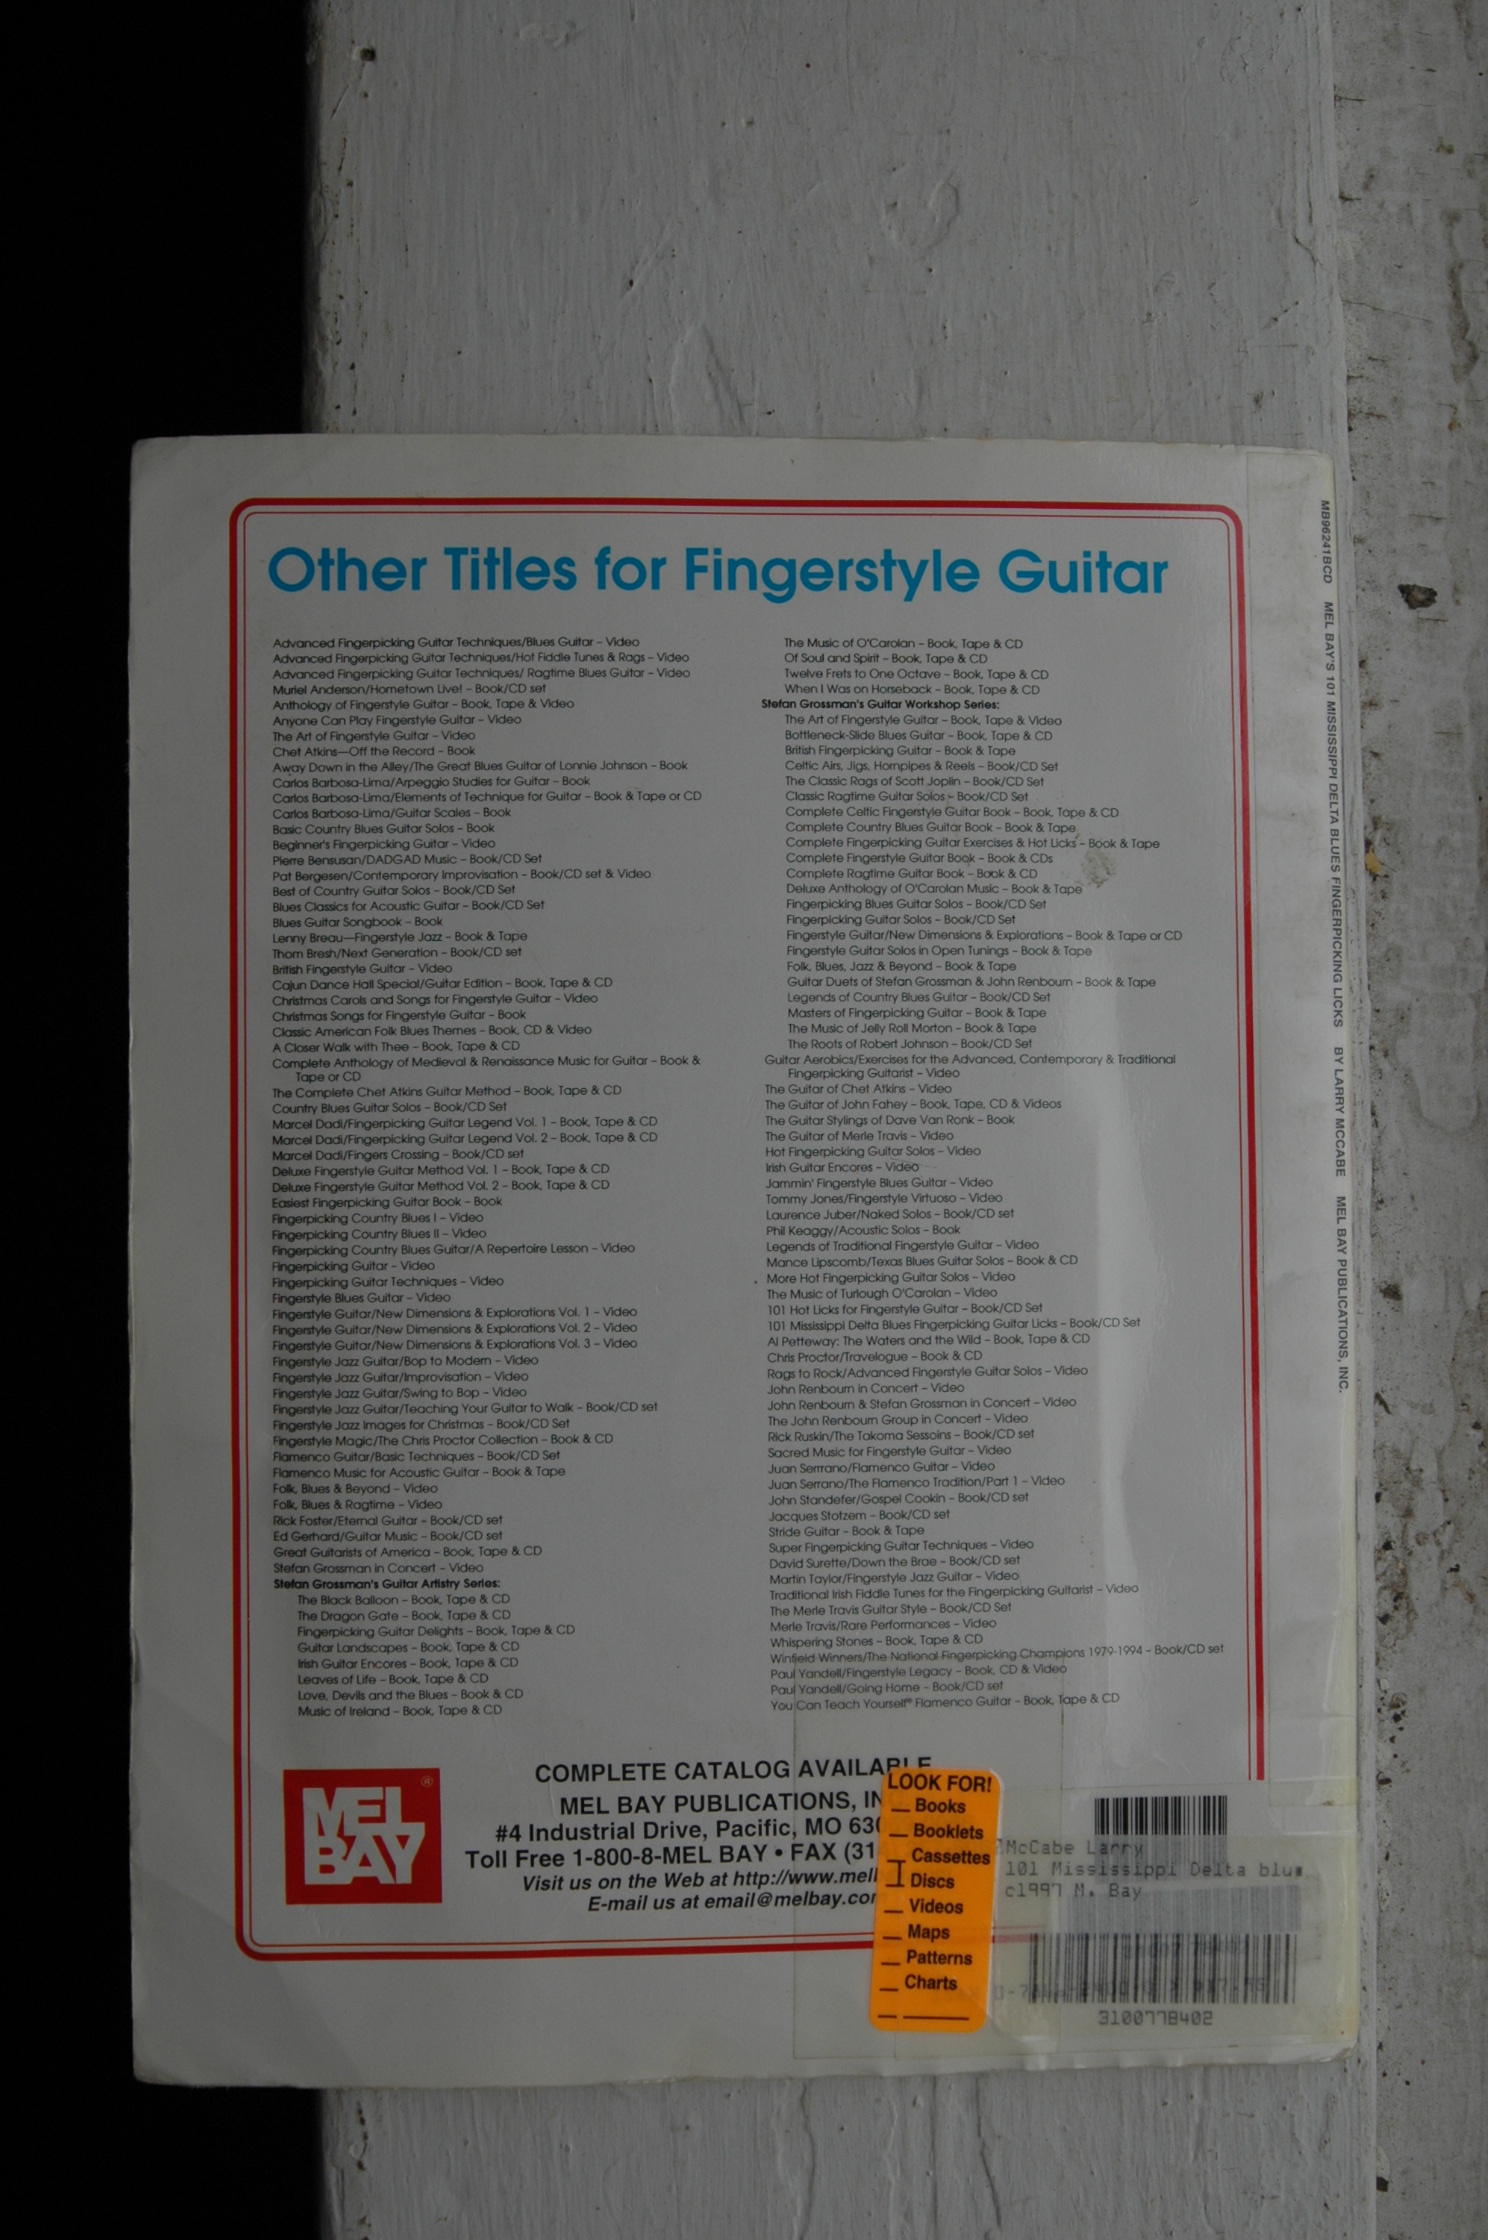 Other Titles for Fingerstyle Guitar
Advanced Fingerpicking Guitar Techniques/Blues Guitar – Video
Advanced Fingerpicking Guitar Techniques/Hot Fiddle Tunes & Rags – Video
Advanced Fingerpicking Guitar Techniques/ Ragtime Blues Guitar – Video
Muriel Anderson/Hometown Live! – Book/CD set
Anthology of Fingerstyle Guitar – Book, Tape & Video
Anyone Can Play Fingerstyle Guitar – Video
The Art of Fingerstyle Guitar – Video
Chet Atkins—Off the Record – Book
Away Down in the Alley/The Great Blues Guitar of Lonnie Johnson – Book
Carlos Barbosa-Lima/Arpeggio Studies for Guitar – Book
Carlos Barbosa-Lima/Elements of Technique for Guitar – Book & Tape or CD
Carlos Barbosa-Lima/Guitar Scales – Book
Basic Country Blues Guitar Solos – Book
Beginner's Fingerpicking Guitar – Video
Pierre Bensusan/DADGAD Music – Book/CD Set
Pat Bergesen/Contemporary Improvisation – Book/CD set & Video
Best of Country Guitar Solos – Book/CD Set
Blues Classics for Acoustic Guitar – Book/CD Set
Blues Guitar Songbook – Book
Lenny Breau—Fingerstyle Jazz – Book & Tape
Thom Bresh/Next Generation – Book/CD set
British Fingerstyle Guitar – Video
Cajun Dance Hall Special/Guitar Edition – Book, Tape & CD
Christmas Carols and Songs for Fingerstyle Guitar – Video
Christmas Songs for Fingerstyle Guitar – Book
Classic American Folk Blues Themes – Book, CD & Video
A Closer Walk with Thee – Book, Tape & CD
Complete Anthology of Medieval & Renaissance Music for Guitar – Book &
Tape or CD
The Complete Chet Atkins Guitar Method – Book, Tape & CD
Country Blues Guitar Solos – Book/CD Set
Marcel Dadi/Fingerpicking Guitar Legend Vol. 1 – Book, Tape & CD
Marcel Dadi/Fingerpicking Guitar Legend Vol. 2 – Book, Tape & CD
Marcel Dadi/Fingers Crossing – Book/CD set
Deluxe Fingerstyle Guitar Method Vol. 1 – Book, Tape & CD
Deluxe Fingerstyle Guitar Method Vol. 2 – Book, Tape & CD
Easiest Fingerpicking Guitar Book – Book
Fingerpicking Country Blues I – Video
Fingerpicking Country Blues II – Video
Fingerpicking Country Blues Guitar/A Repertoire Lesson – Video
Fingerpicking Guitar – Video
Fingerpicking Guitar Techniques – Video
Fingerstyle Blues Guitar – Video
Fingerstyle Guitar/New Dimensions & Explorations Vol. 1 – Video
Fingerstyle Guitar/New Dimensions & Explorations Vol. 2 – Video
Fingerstyle Guitar/New Dimensions & Explorations Vol. 3 – Video
Fingerstyle Jazz Guitar/Bop to Modern – Video
Fingerstyle Jazz Guitar/Improvisation – Video
Fingerstyle Jazz Guitar/Swing to Bop – Video
Fingerstyle Jazz Guitar/Teaching Your Guitar to Walk – Book/CD set
Fingerstyle Jazz Images for Christmas – Book/CD Set
Fingerstyle Magic/The Chris Proctor Collection – Book & CD
Flamenco Guitar/Basic Techniques – Book/CD Set
Flamenco Music for Acoustic Guitar – Book & Tape
Folk, Blues & Beyond – Video
Folk, Blues & Ragtime – Video
Rick Foster/Eternal Guitar – Book/CD set
Ed Gerhard/Guitar Music – Book/CD set
Great Guitarists of America – Book, Tape & CD
Stefan Grossman in Concert – Video
Stefan Grossman's Guitar Artistry Series:
The Black Balloon – Book, Tape & CD
The Dragon Gate – Book, Tape & CD
Fingerpicking Guitar Delights – Book, Tape & CD
Guitar Landscapes – Book, Tape & CD
Irish Guitar Encores – Book, Tape & CD
Leaves of Life – Book, Tape & CD
Love, Devils and the Blues – Book & CD
Music of Ireland – Book, Tape & CD
The Music of O'Carolan – Book, Tape & CD
Of Soul and Spirit – Book, Tape & CD
Twelve Frets to One Octave – Book, Tape & CD
When I Was on Horseback – Book, Tape & CD
Stefan Grossman's Guitar Workshop Series:
The Art of Fingerstyle Guitar – Book, Tape & Video
Bottleneck-Slide Blues Guitar – Book, Tape & CD
British Fingerpicking Guitar – Book & Tape
Celtic Airs, Jigs, Hornpipes & Reels – Book/CD Set
The Classic Rags of Scott Joplin – Book/CD Set
Classic Ragtime Guitar Solos – Book/CD Set
Complete Celtic Fingerstyle Guitar Book – Book, Tape & CD
Complete Country Blues Guitar Book – Book & Tape
Complete Fingerpicking Guitar Exercises & Hot Licks – Book & Tape
Complete Fingerstyle Guitar Book – Book & CDs
Complete Ragtime Guitar Book – Book & CD
Deluxe Anthology of O'Carolan Music – Book & Tape
Fingerpicking Blues Guitar Solos – Book/CD Set
Fingerpicking Guitar Solos – Book/CD Set
Fingerstyle Guitar/New Dimensions & Explorations – Book & Tape or CD
Fingerstyle Guitar Solos in Open Tunings – Book & Tape
Folk, Blues, Jazz & Beyond – Book & Tape
Guitar Duets of Stefan Grossman & John Renbourn – Book & Tape
Legends of Country Blues Guitar – Book/CD Set
Masters of Fingerpicking Guitar – Book & Tape
The Music of Jelly Roll Morton – Book & Tape
The Roots of Robert Johnson – Book/CD Set
Guitar Aerobics/Exercises for the Advanced, Contemporary & Traditional
Fingerpicking Guitarist – Video
The Guitar of Chet Atkins – Video
The Guitar of John Fahey – Book, Tape, CD & Videos
The Guitar Stylings of Dave Van Ronk – Book
The Guitar of Merle Travis – Video
Hot Fingerpicking Guitar Solos – Video
Irish Guitar Encores – Video
Jammin' Fingerstyle Blues Guitar – Video
Tommy Jones/Fingerstyle Virtuoso – Video
Laurence Juber/Naked Solos – Book/CD set
Phil Keaggy/Acoustic Solos – Book
Legends of Traditional Fingerstyle Guitar – Video
Mance Lipscomb/Texas Blues Guitar Solos – Book & CD
More Hot Fingerpicking Guitar Solos – Video
The Music of Turlough O'Carolan – Video
101 Hot Licks for Fingerstyle Guitar – Book/CD Set
101 Mississippi Delta Blues Fingerpicking Guitar Licks – Book/CD Set
Al Petteway: The Waters and the Wild – Book, Tape & CD
Chris Proctor/Travelogue – Book & CD
Rags to Rock/Advanced Fingerstyle Guitar Solos – Video
John Renbourn in Concert – Video
John Renbourn & Stefan Grossman in Concert – Video
The John Renbourn Group in Concert – Video
Rick Ruskin/The Takoma Sessoins – Book/CD set
Sacred Music for Fingerstyle Guitar – Video
Juan Serrrano/Flamenco Guitar – Video
Juan Serrano/The Flamenco Tradition/Part 1 – Video
John Standefer/Gospel Cookin – Book/CD set
Jacques Stotzem – Book/CD set
Stride Guitar – Book & Tape
Super Fingerpicking Guitar Techniques – Video
David Surette/Down the Brae – Book/CD set
Martin Taylor/Fingerstyle Jazz Guitar – Video
Traditional Irish Fiddle Tunes for the Fingerpicking Guitarist – Video
The Merle Travis Guitar Style – Book/CD Set
Merle Travis/Rare Performances – Video
Whispering Stones – Book, Tape & CD
Winfield Winners/The National Fingerpicking Champions 1979-1994 – Book/CD set
Paul Yandell/Fingerstyle Legacy – Book, CD & Video
Paul Yandell/Going Home – Book/CD set
You Can Teach Yourself® Flamenco Guitar – Book, Tape & CD
MEL BAY ®
COMPLETE CATALOG AVAILABLE
MEL BAY PUBLICATIONS, IN
#4 Industrial Drive, Pacific, MO 630
Toll Free 1-800-8-MEL BAY • FAX (31
Visit us on the Web at http://www.mel
E-mail us at email@melbay.co
LOOK FOR!
Books
Booklets
Cassettes
1 Discs
Videos
Maps
Patterns
Charts
McCabe Larry
101 Mississippi Delta blu
c1997 M. Bay
3100778402
MB96241BCD MEL BAY'S 101 MISSISSIPPI DELTA BLUES FINGERPICKING LICKS BY LARRY MCCABE MEL BAY PUBLICATIONS, INC.